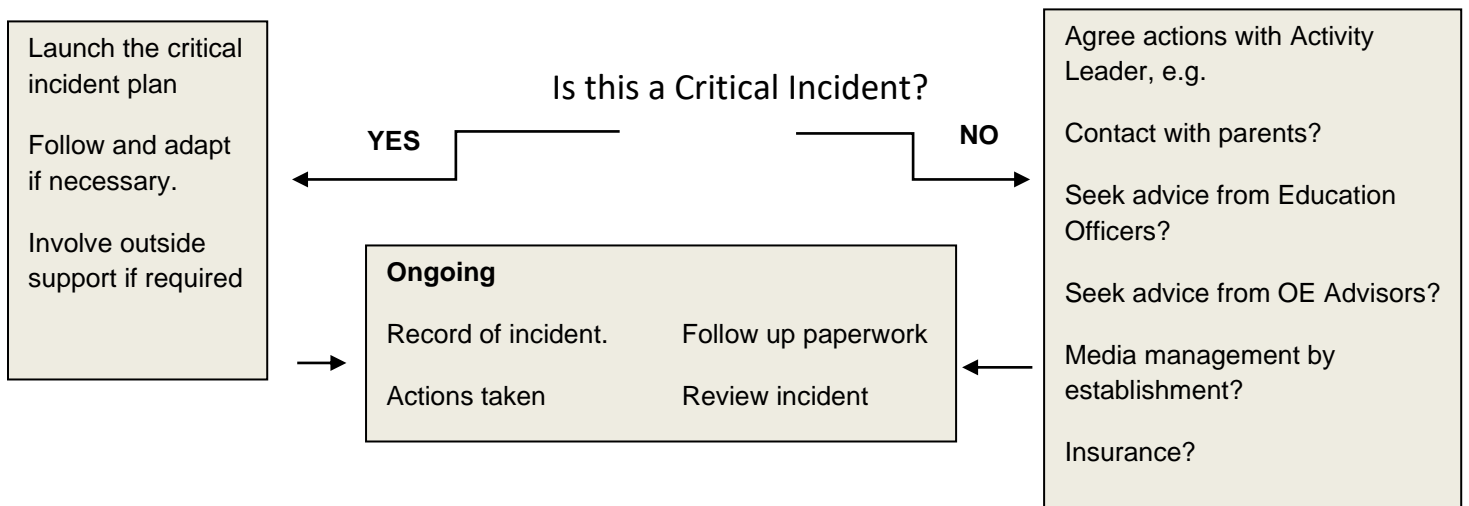 Is this a Critical Incident?
YES
NO
Launch the critical
incident plan
Follow and adapt
if necessary.
Involve outside
support if required
Agree actions with Activity
Leader, e.g.
Contact with parents?
Seek advice from Education
Officers?
Seek advice from OE Advisors?
Media management by
establishment?
Insurance?
Ongoing
Record of incident. Follow up paperwork
Actions taken Review incident